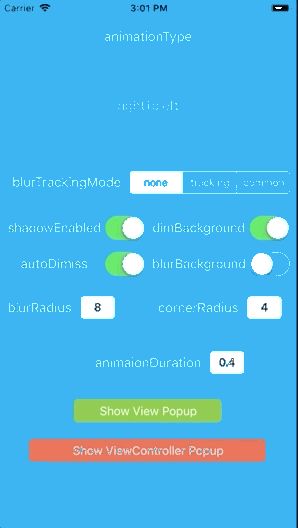 Carrier 3:01 PM
animationType
rightToLeft
blurTrackingMode none tracking common
shadowEnabled dimBackground
autoDimiss blurBackground
blurRadius 8 cornerRadius 4
animaionDuration 0.4
Show View Popup
Show ViewController Popup